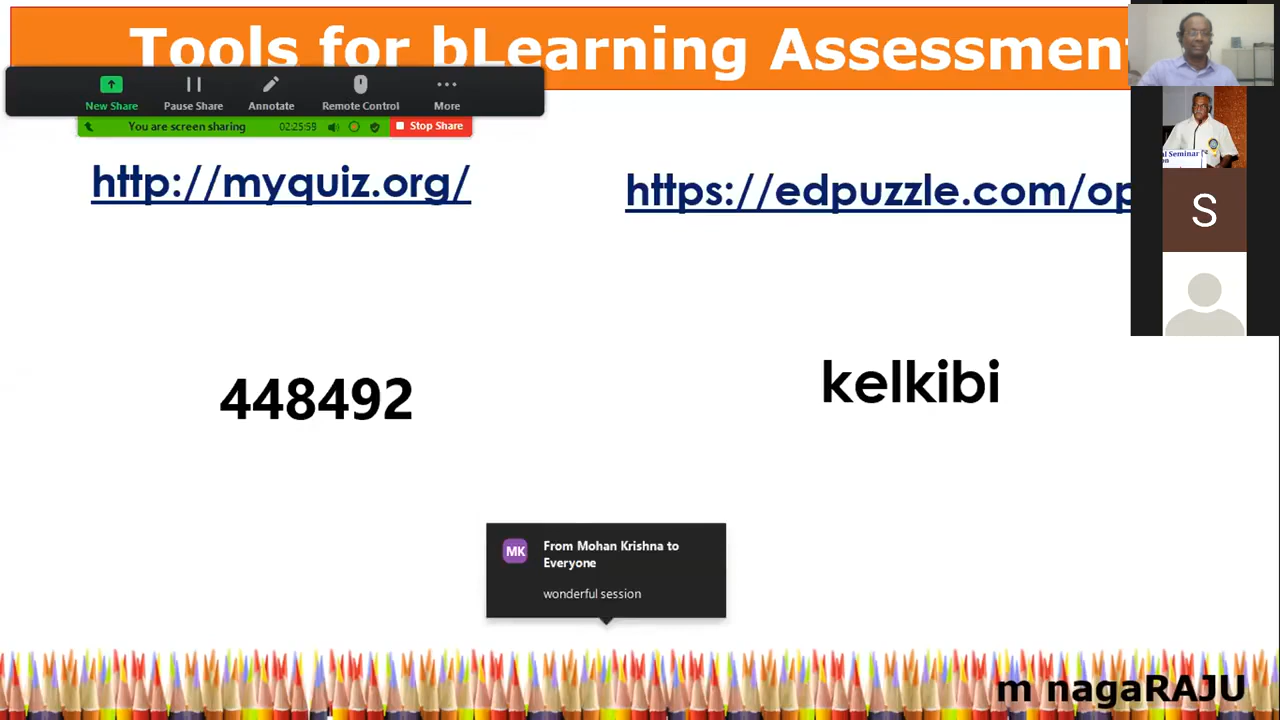 Tools for bLearning Assessment
New Share
Pause Share
Annotate
Remote Control
More
You are screen sharing
02:25:59
Stop Share
http://myquiz.org/
https://edpuzzle.com/op
S
448492
kelkibi
MK
From Mohan Krishna to
Everyone
wonderful session
m nagaRAJU